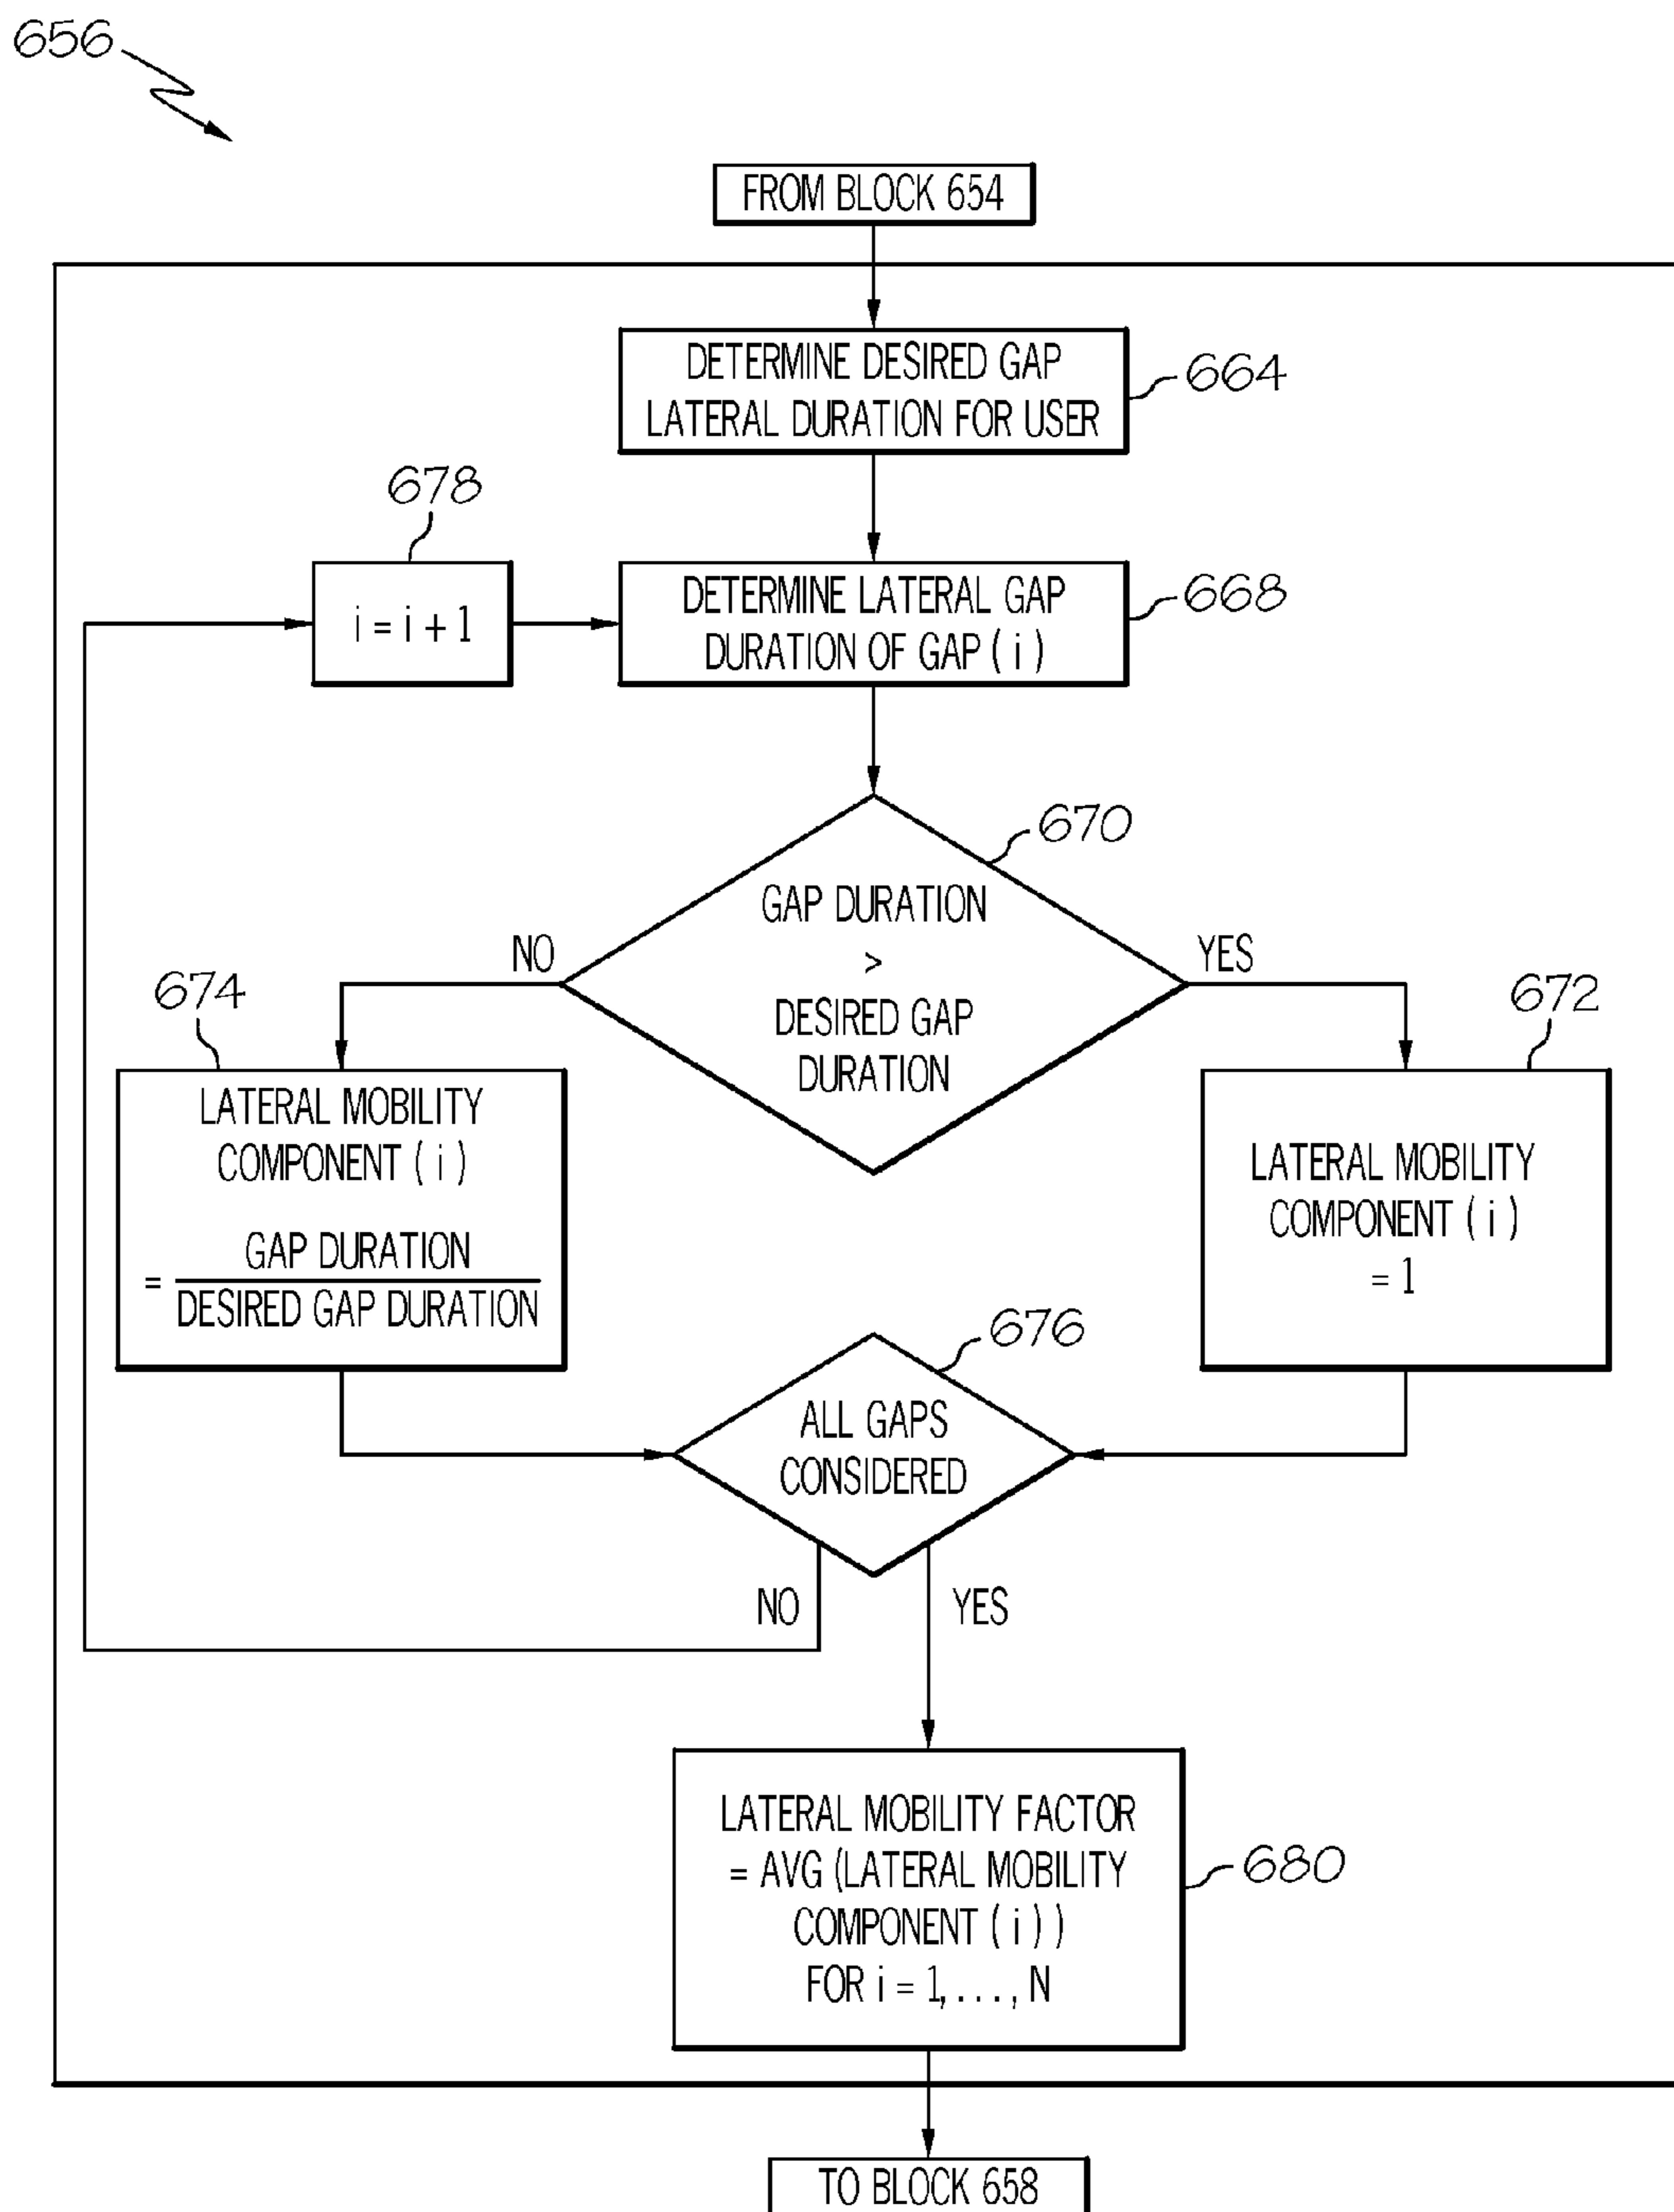 656
FROM BLOCK 654
DETERMINE DESIRED GAP
LATERAL DURATION FOR USER
664
678
i = i + 1
DETERMINE LATERAL GAP
DURATION OF GAP ( i )
668
670
GAP DURATION
>
DESIRED GAP
DURATION
NO
YES
674
LATERAL MOBILITY
COMPONENT ( i )
GAP DURATION
=
DESIRED GAP DURATION
672
LATERAL MOBILITY
COMPONENT ( i )
= 1
676
ALL GAPS
CONSIDERED
NO
YES
LATERAL MOBILITY FACTOR
= AVG (LATERAL MOBILITY
COMPONENT ( i ) )
FOR i = 1, . . . , N
680
TO BLOCK 658